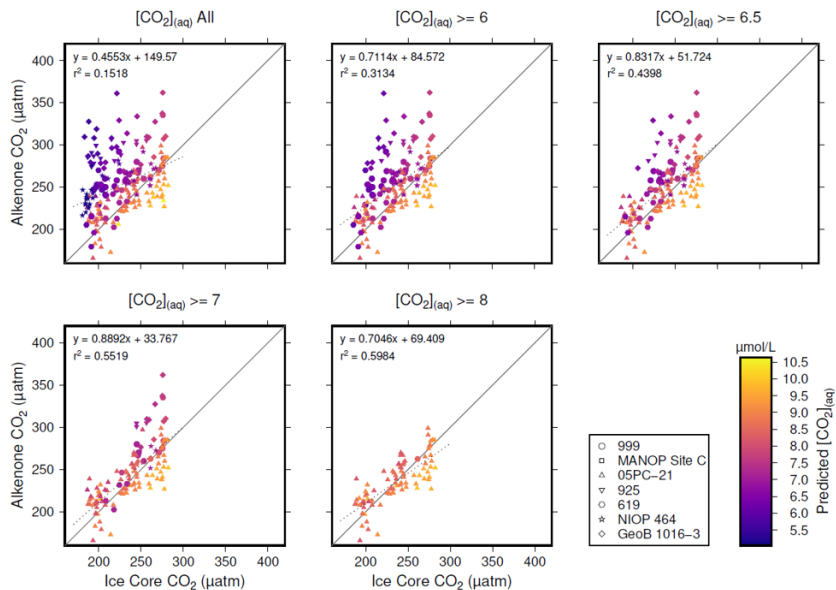 [CO2](aq) All
[CO2](aq) >= 6
[CO2](aq) >= 6.5
y = 0.4553x + 149.57
r2 = 0.1518
y = 0.7114x + 84.572
r2 = 0.3134
y = 0.8317x + 51.724
r2 = 0.4398
400
350
300
250
200
Alkenone CO2 (µatm)
[CO2](aq) >= 7
[CO2](aq) >= 8
y = 0.8892x + 33.767
r2 = 0.5519
y = 0.7046x + 69.409
r2 = 0.5984
400
350
300
250
200
Alkenone CO2 (µatm)
200 250 300 350 400
200 250 300 350 400
Ice Core CO2 (µatm)
Ice Core CO2 (µatm)
999
MANOP Site C
05PC-21
925
619
NIOP 464
GeoB 1016-3
µmol/L
10.5
10.0
9.5
9.0
8.5
8.0
7.5
7.0
6.5
6.0
5.5
Predicted [CO2](aq)